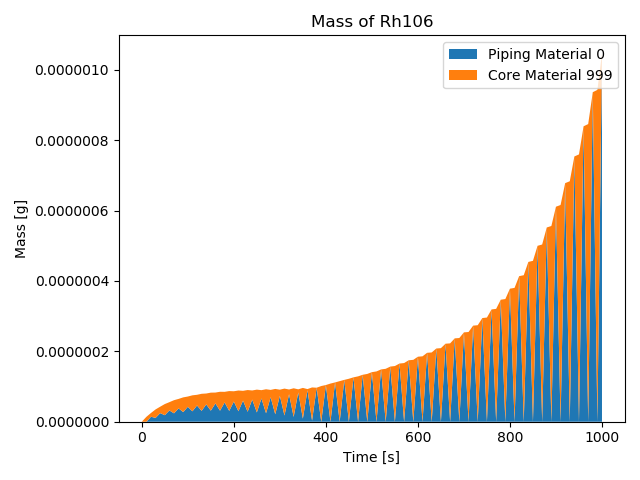 Mass of Rh106
Piping Material 0
Core Material 999
Mass [g]
0.0000010
0.0000008
0.0000006
0.0000004
0.0000002
0.0000000
0
200
400
600
800
1000
Time [s]